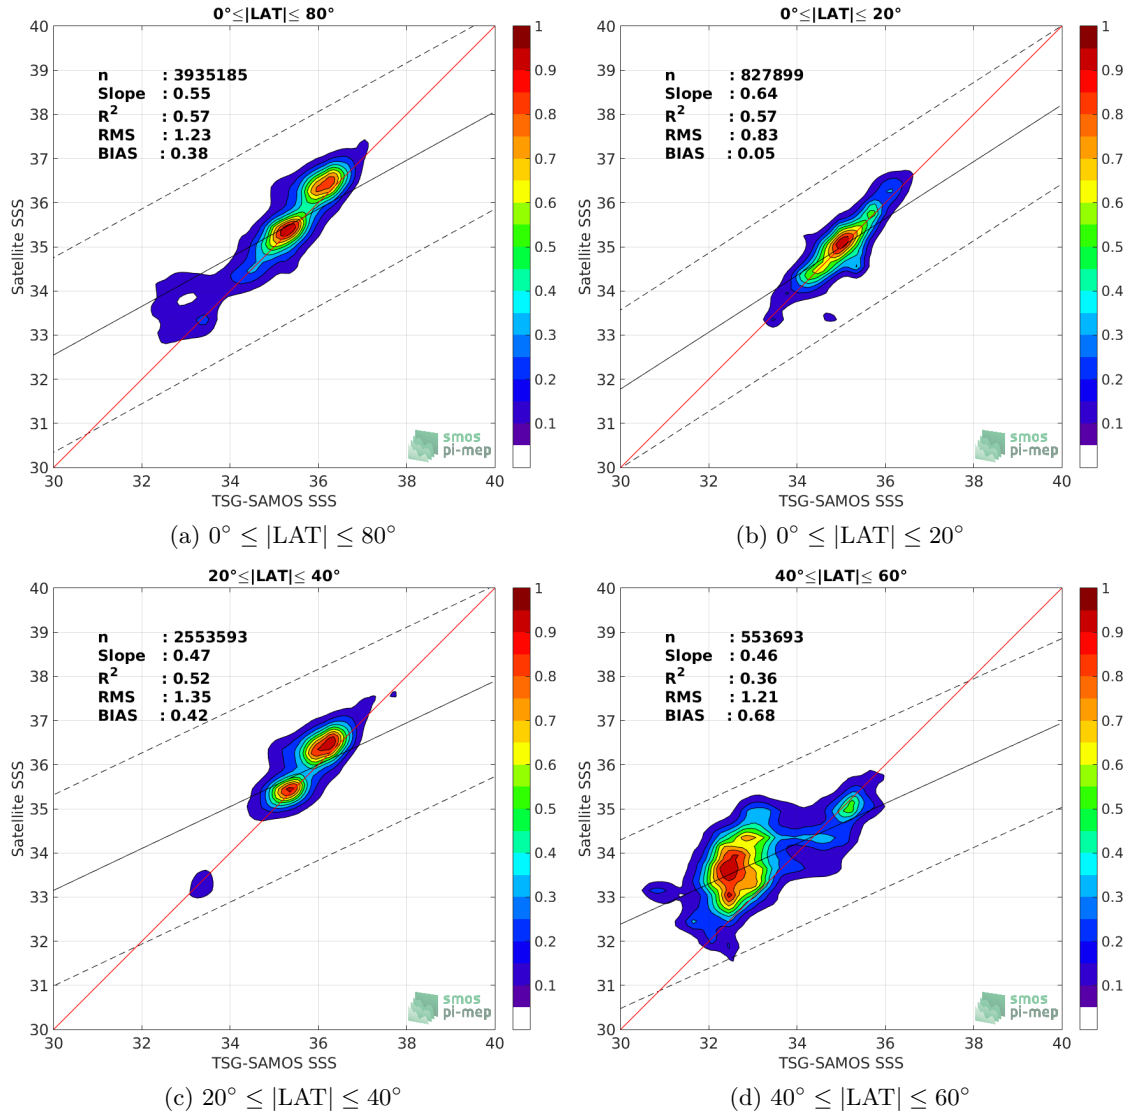 0°≤|LAT|≤ 80°
40
39
38
37
36
35
34
33
32
31
30
Satellite SSS
n : 3935185
Slope : 0.55
R² : 0.57
RMS : 1.23
BIAS : 0.38
smos
pi-mep
30 32 34 36 38 40
TSG-SAMOS SSS
1
0.9
0.8
0.7
0.6
0.5
0.4
0.3
0.2
0.1
(a) 0° ≤ |LAT| ≤ 80°
0°≤|LAT|≤ 20°
40
39
38
37
36
35
34
33
32
31
30
Satellite SSS
n : 827899
Slope : 0.64
R² : 0.57
RMS : 0.83
BIAS : 0.05
smos
pi-mep
30 32 34 36 38 40
TSG-SAMOS SSS
1
0.9
0.8
0.7
0.6
0.5
0.4
0.3
0.2
0.1
(b) 0° ≤ |LAT| ≤ 20°
20°≤|LAT|≤ 40°
40
39
38
37
36
35
34
33
32
31
30
Satellite SSS
n : 2553593
Slope : 0.47
R² : 0.52
RMS : 1.35
BIAS : 0.42
smos
pi-mep
30 32 34 36 38 40
TSG-SAMOS SSS
1
0.9
0.8
0.7
0.6
0.5
0.4
0.3
0.2
0.1
(c) 20° ≤ |LAT| ≤ 40°
40°≤|LAT|≤ 60°
40
39
38
37
36
35
34
33
32
31
30
Satellite SSS
n : 553693
Slope : 0.46
R² : 0.36
RMS : 1.21
BIAS : 0.68
smos
pi-mep
30 32 34 36 38 40
TSG-SAMOS SSS
1
0.9
0.8
0.7
0.6
0.5
0.4
0.3
0.2
0.1
(d) 40° ≤ |LAT| ≤ 60°